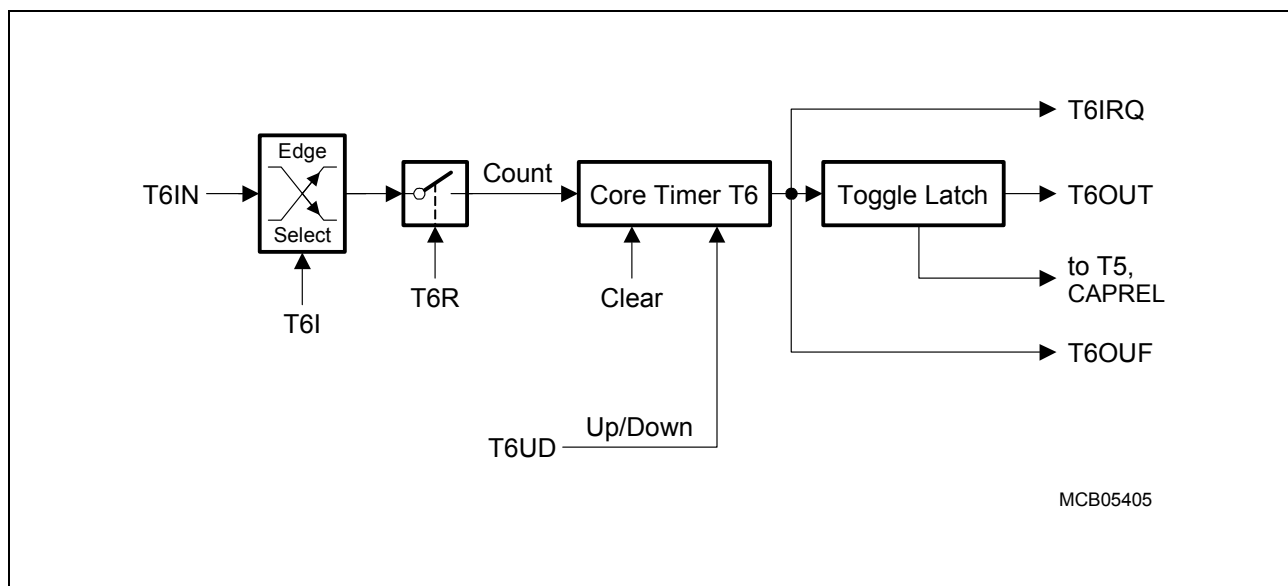 T6IRQ
Edge
Count
T6IN
Core Timer T6
Toggle Latch
T6OUT
Select
to T5,
CAPREL
T6R
Clear
T6I
T6OUF
Up/Down
T6UD
MCB05405